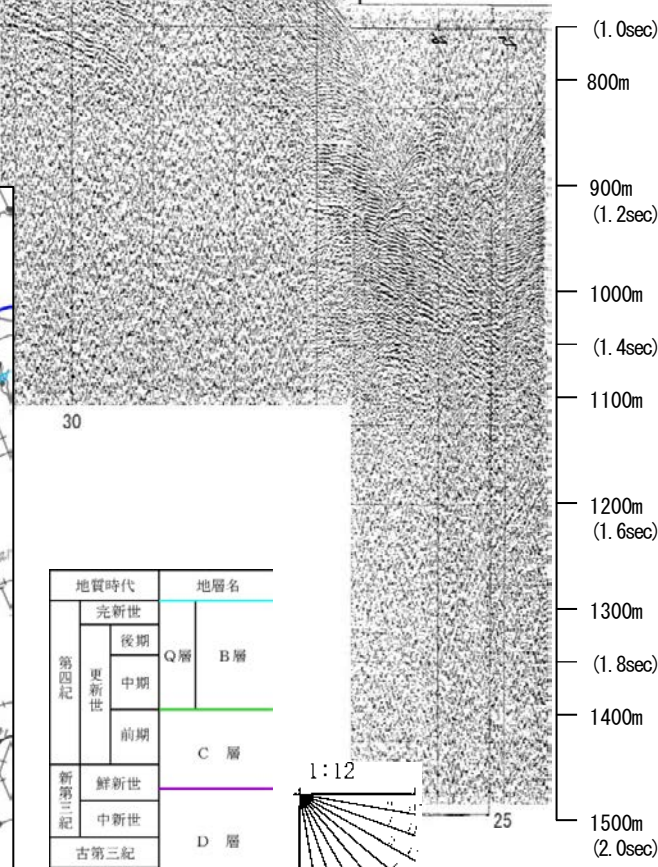 (1.0sec)
800m
900m
(1.2sec)
1000m
(1.4sec)
1100m
1200m
(1.6sec)
1300m
(1.8sec)
1400m
1500m
(2.0sec)
30
25
地質時代 地層名
第四紀 完新世 Q層 B層
更新世 後期
中期
前期 C 層
新第三紀 鮮新世
中新世 D 層
古第三紀
1:12